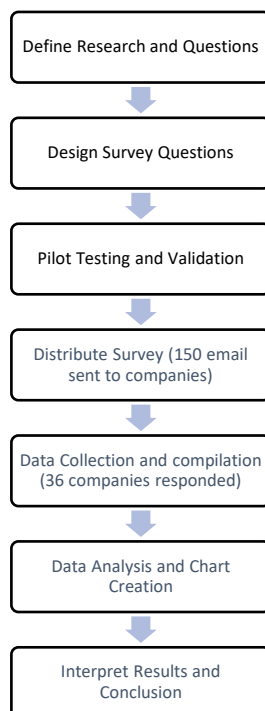 Define Research and Questions
Design Survey Questions
Pilot Testing and Validation
Distribute Survey (150 email
sent to companies)
Data Collection and compilation
(36 companies responded)
Data Analysis and Chart
Creation
Interpret Results and
Conclusion